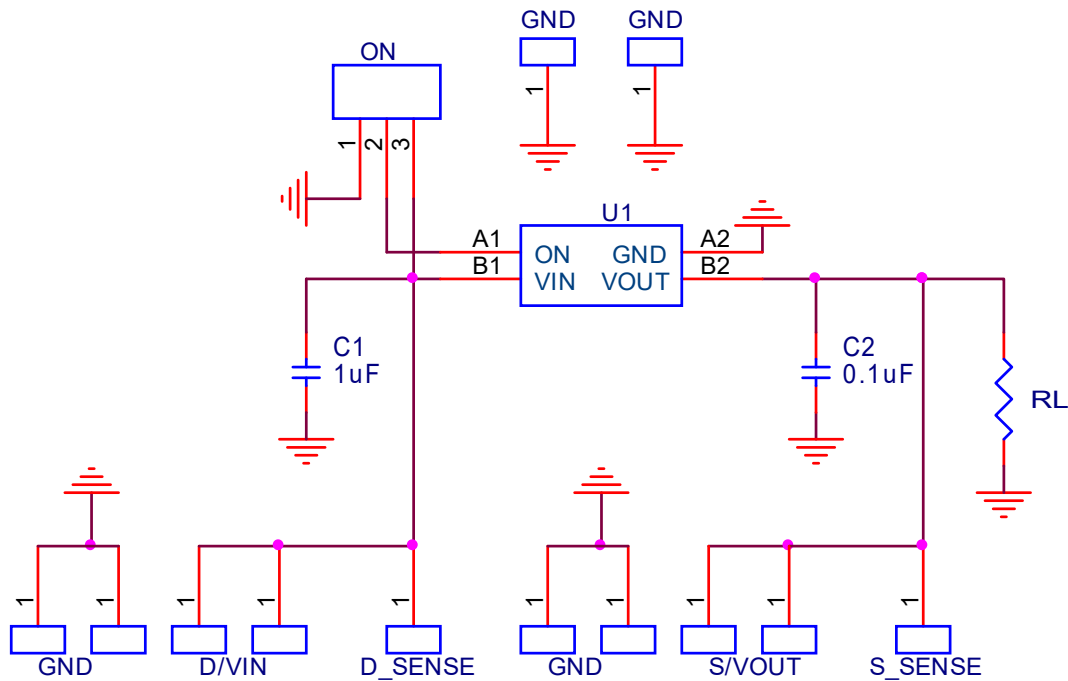 GND GND
ON
1 1
1 2 3
U1
A1 A2
ON GND
B1 B2
VIN VOUT
C1 C2
1uF 0.1uF
RL
1 1 1 1 1 1 1 1 1 1
GND D/VIN D_SENSE GND S/VOUT S_SENSE